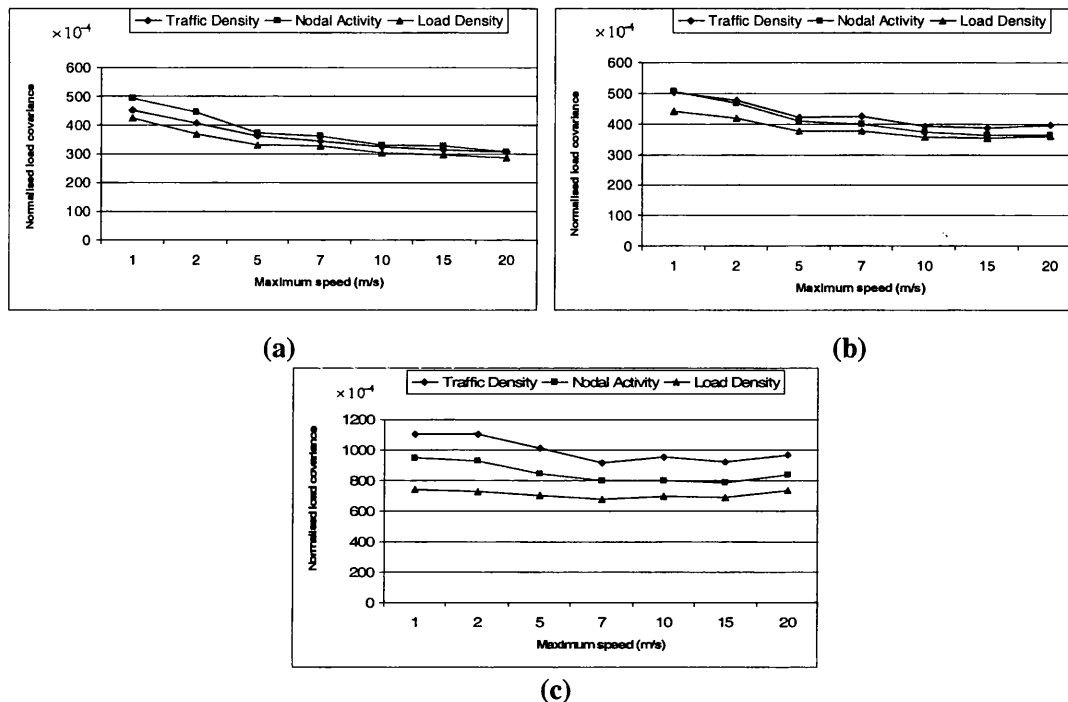 Traffic Density Nodal Activity Load Density
×10⁻⁴
Normalised load covariance
600
500
400
300
200
100
0
1 2 5 7 10 15 20
Maximum speed (m/s)
(a)
Traffic Density Nodal Activity Load Density
×10⁻⁴
Normalised load covariance
600
500
400
300
200
100
0
1 2 5 7 10 15 20
Maximum speed (m/s)
(b)
Traffic Density Nodal Activity Load Density
×10⁻⁴
Normalised load covariance
1200
1000
800
600
400
200
0
1 2 5 7 10 15 20
Maximum speed (m/s)
(c)